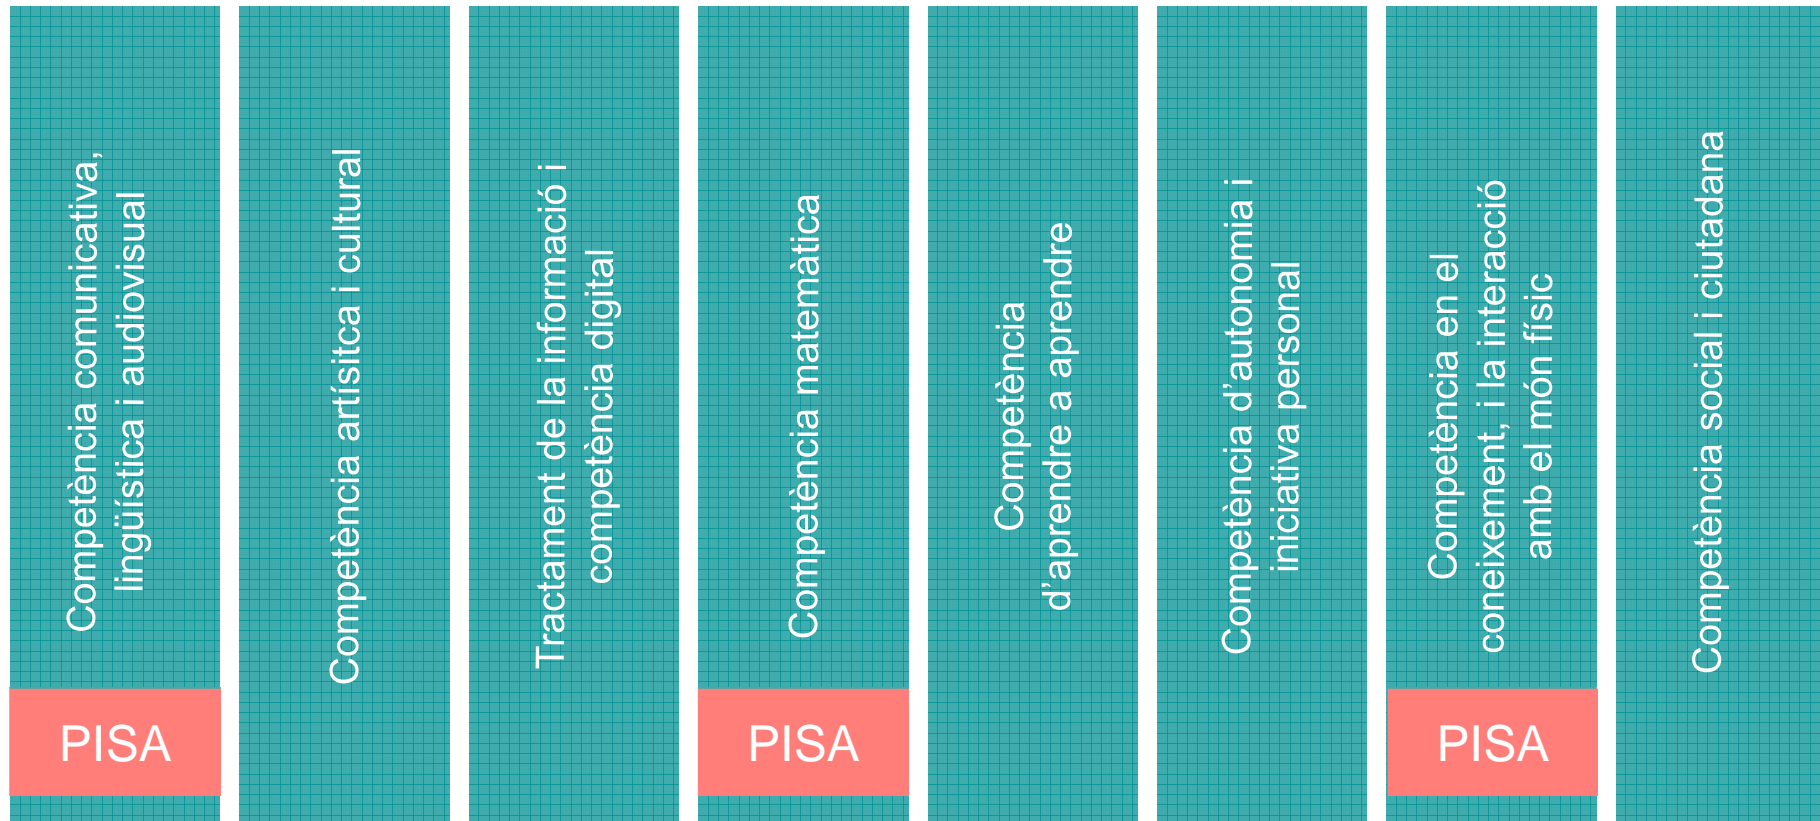 Competència comunicativa,
lingüística i audiovisual
PISA
Competència artísitca i cultural
Tractament de la informació i
competència digital
Competència matemàtica
PISA
Competència
d’aprendre a aprendre
Competència d’autonomia i
iniciativa personal
Competència en el
coneixement, i la interacció
amb el món físic
PISA
Competència social i ciutadana